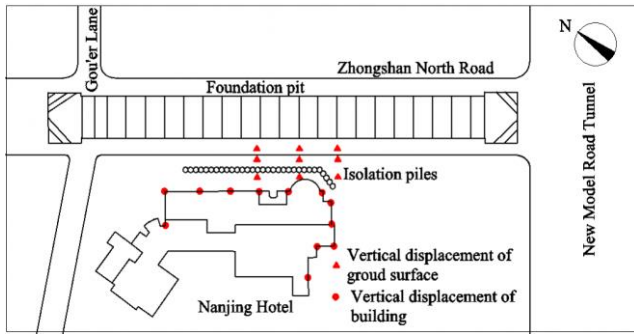 N
Zhongshan North Road
Gou'er Lane
Foundation pit
New Model Road Tunnel
Isolation piles
Vertical displacement of
groud surface
Vertical displacement of
building
Nanjing Hotel